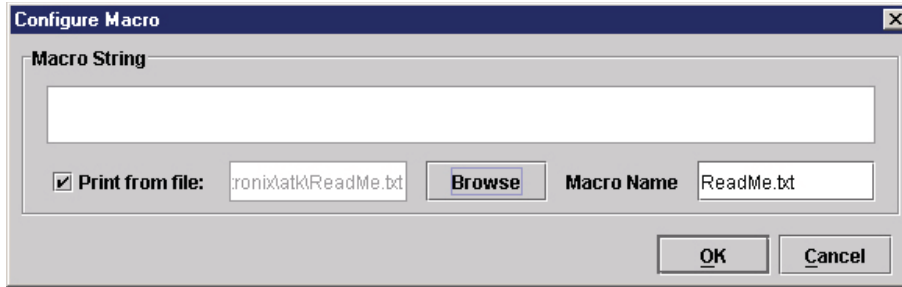 Configure Macro
Macro String
Print from file: ronix\atk\ReadMe.txt Browse Macro Name ReadMe.txt
OK Cancel